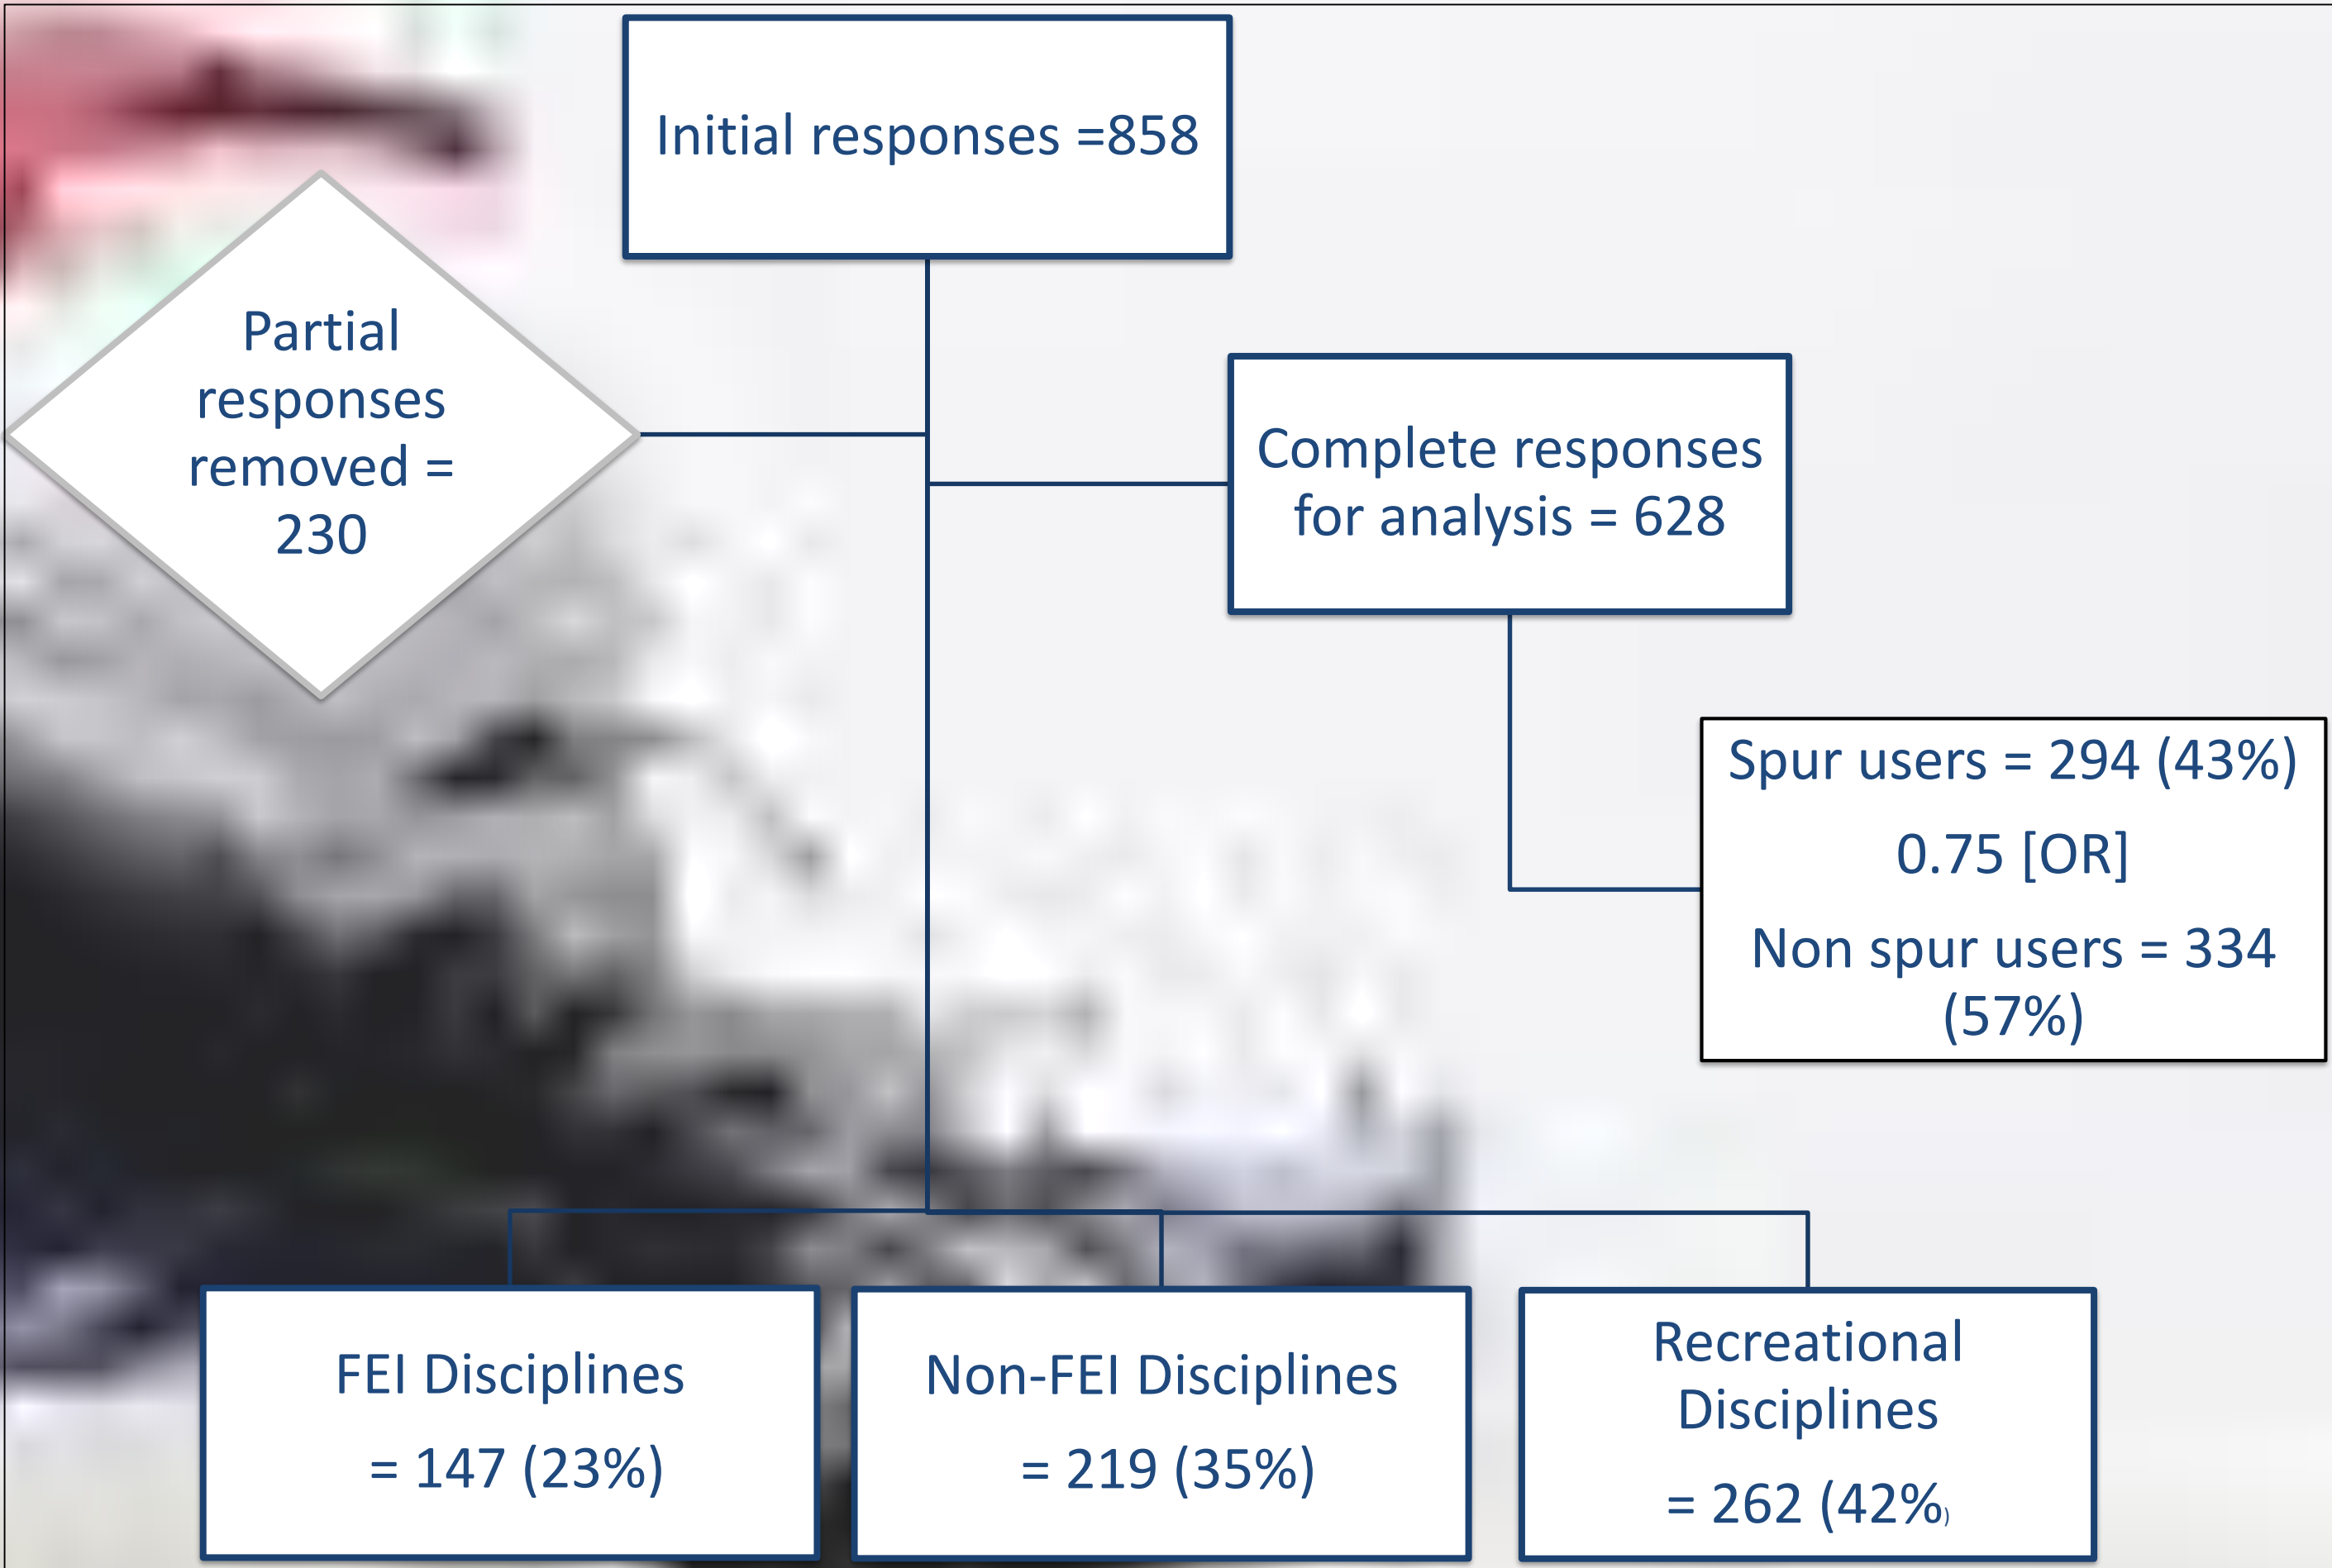 Initial responses =858
Partial
responses
removed =
230
Complete responses
for analysis = 628
Spur users = 294 (43%)
0.75 [OR]
Non spur users = 334
(57%)
FEI Disciplines
= 147 (23%)
Non-FEI Disciplines
= 219 (35%)
Recreational
Disciplines
= 262 (42%)